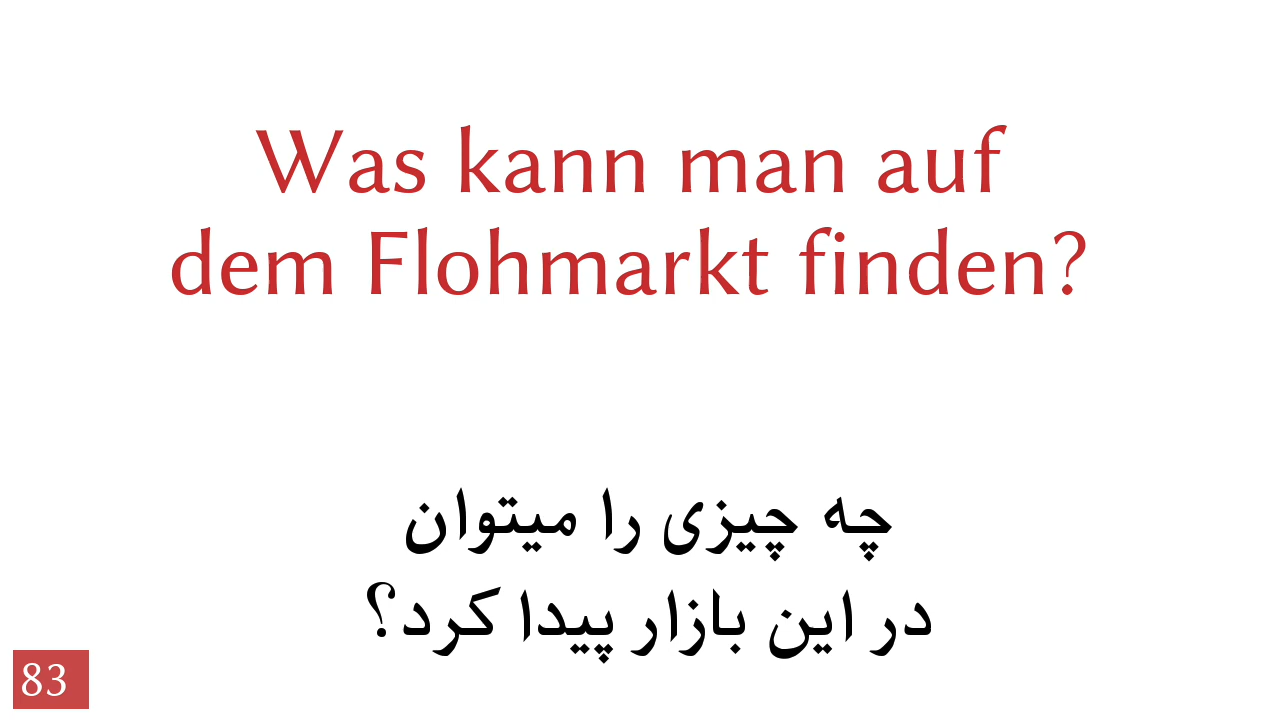 Was kann man auf
dem Flohmarkt finden?
چه چیزی را میتوان
در این بازار پیدا کرد؟
83